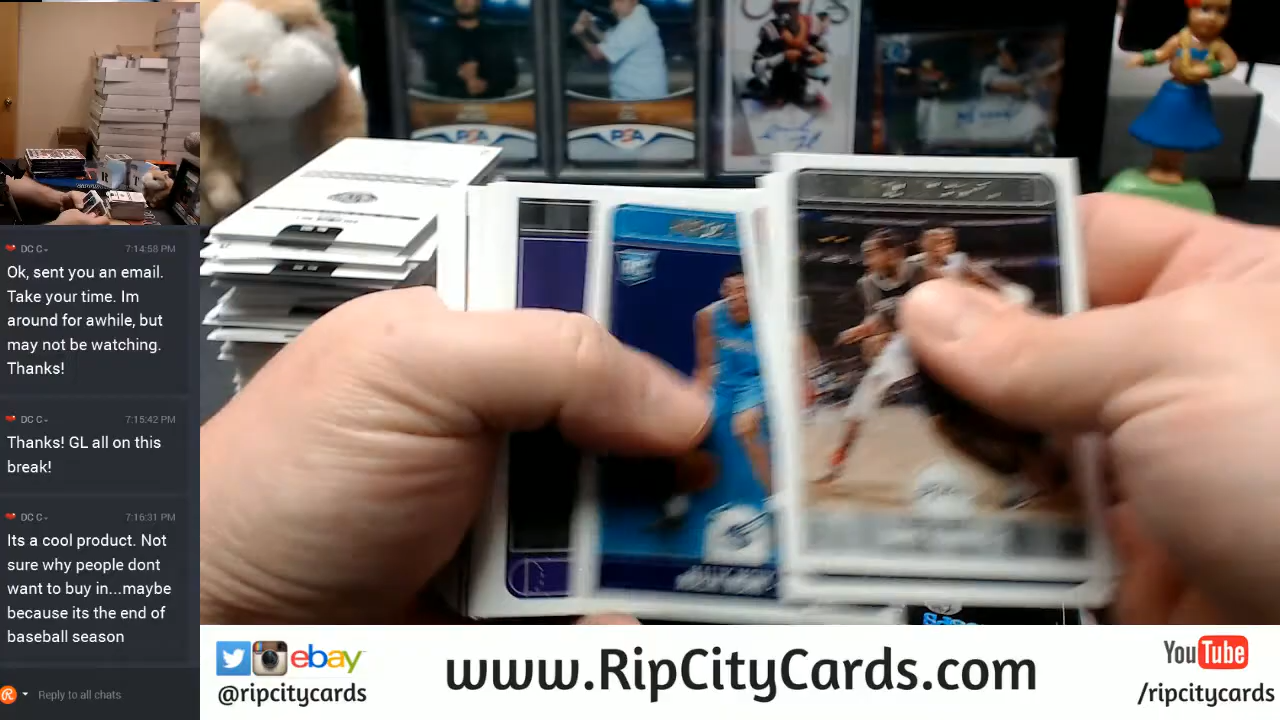 DC C
7:14:58 PM
Ok, sent you an email.
Take your time. Im
around for awhile, but
may not be watching.
Thanks!
DC C
7:15:42 PM
Thanks! GL all on this
break!
DC C
7:16:31 PM
Its a cool product. Not
sure why people dont
want to buy in...maybe
because its the end of
baseball season
Reply to all chats
PSA
PSA
RC
ebay
@ripcitycards
www.RipCityCards.com
YouTube
/ripcitycards